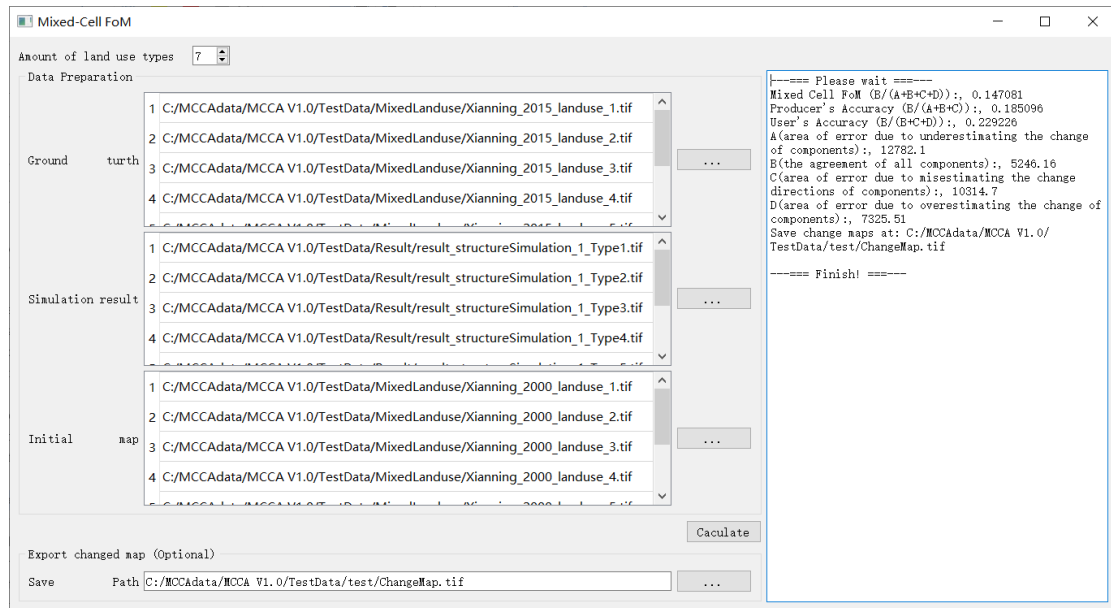 Mixed-Cell FoM
Amount of land use types 7
Data Preparation
Ground turth
1 C:/MCCAdata/MCCA V1.0/TestData/MixedLanduse/Xianning_2015_landuse_1.tif
2 C:/MCCAdata/MCCA V1.0/TestData/MixedLanduse/Xianning_2015_landuse_2.tif
3 C:/MCCAdata/MCCA V1.0/TestData/MixedLanduse/Xianning_2015_landuse_3.tif
4 C:/MCCAdata/MCCA V1.0/TestData/MixedLanduse/Xianning_2015_landuse_4.tif
...
Simulation result
1 C:/MCCAdata/MCCA V1.0/TestData/Result/result_structureSimulation_1_Type1.tif
2 C:/MCCAdata/MCCA V1.0/TestData/Result/result_structureSimulation_1_Type2.tif
3 C:/MCCAdata/MCCA V1.0/TestData/Result/result_structureSimulation_1_Type3.tif
4 C:/MCCAdata/MCCA V1.0/TestData/Result/result_structureSimulation_1_Type4.tif
...
Initial map
1 C:/MCCAdata/MCCA V1.0/TestData/MixedLanduse/Xianning_2000_landuse_1.tif
2 C:/MCCAdata/MCCA V1.0/TestData/MixedLanduse/Xianning_2000_landuse_2.tif
3 C:/MCCAdata/MCCA V1.0/TestData/MixedLanduse/Xianning_2000_landuse_3.tif
4 C:/MCCAdata/MCCA V1.0/TestData/MixedLanduse/Xianning_2000_landuse_4.tif
...
Caculate
Export changed map (Optional)
Save Path C:/MCCAdata/MCCA V1.0/TestData/test/ChangeMap.tif
...
---=== Please wait ===---
Mixed Cell FoM (B/(A+B+C+D)):, 0.147081
Producer's Accuracy (B/(A+B+C)):, 0.185096
User's Accuracy (B/(B+C+D)):, 0.229226
A(area of error due to underestimating the change
of components):, 12782.1
B(the agreement of all components):, 5246.16
C(area of error due to misestimating the change
directions of components):, 10314.7
D(area of error due to overestimating the change of
components):, 7325.51
Save change maps at: C:/MCCAdata/MCCA V1.0/
TestData/test/ChangeMap.tif
---=== Finish! ===---